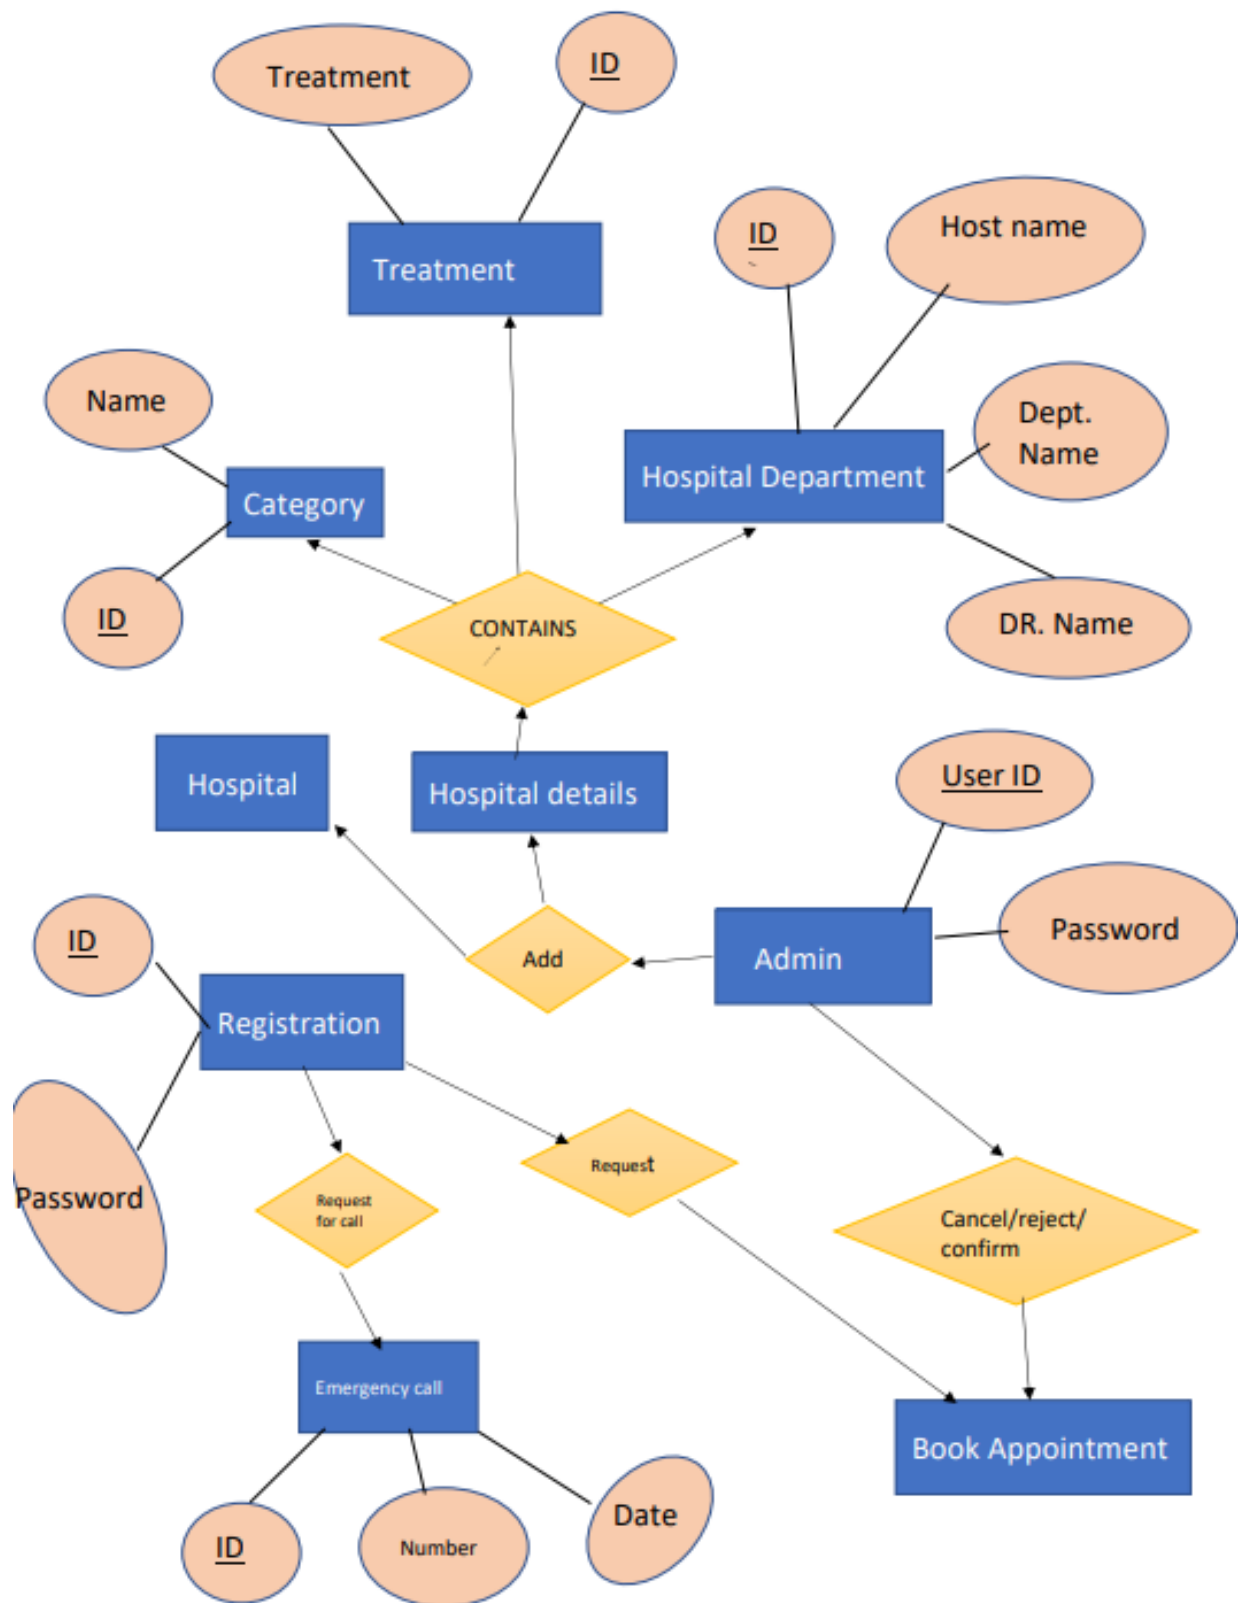 Treatment
ID
Treatment
ID
Host name
Name
Dept.
Name
Category
Hospital Department
ID
CONTAINS
DR. Name
Hospital
Hospital details
User ID
ID
Add
Admin
Password
Registration
Password
Request
for call
Request
Cancel/reject/
confirm
Emergency call
Book Appointment
ID
Number
Date